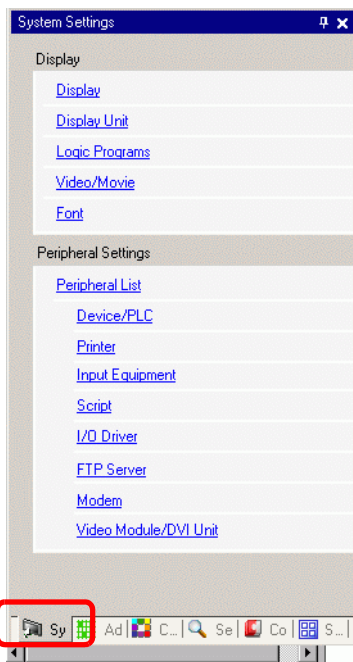 System Settings
Display
Display
Display Unit
Logic Programs
Video/Movie
Font
Peripheral Settings
Peripheral List
Device/PLC
Printer
Input Equipment
Script
I/O Driver
FTP Server
Modem
Video Module/DVI Unit
Sy Ad C... Se Co S...